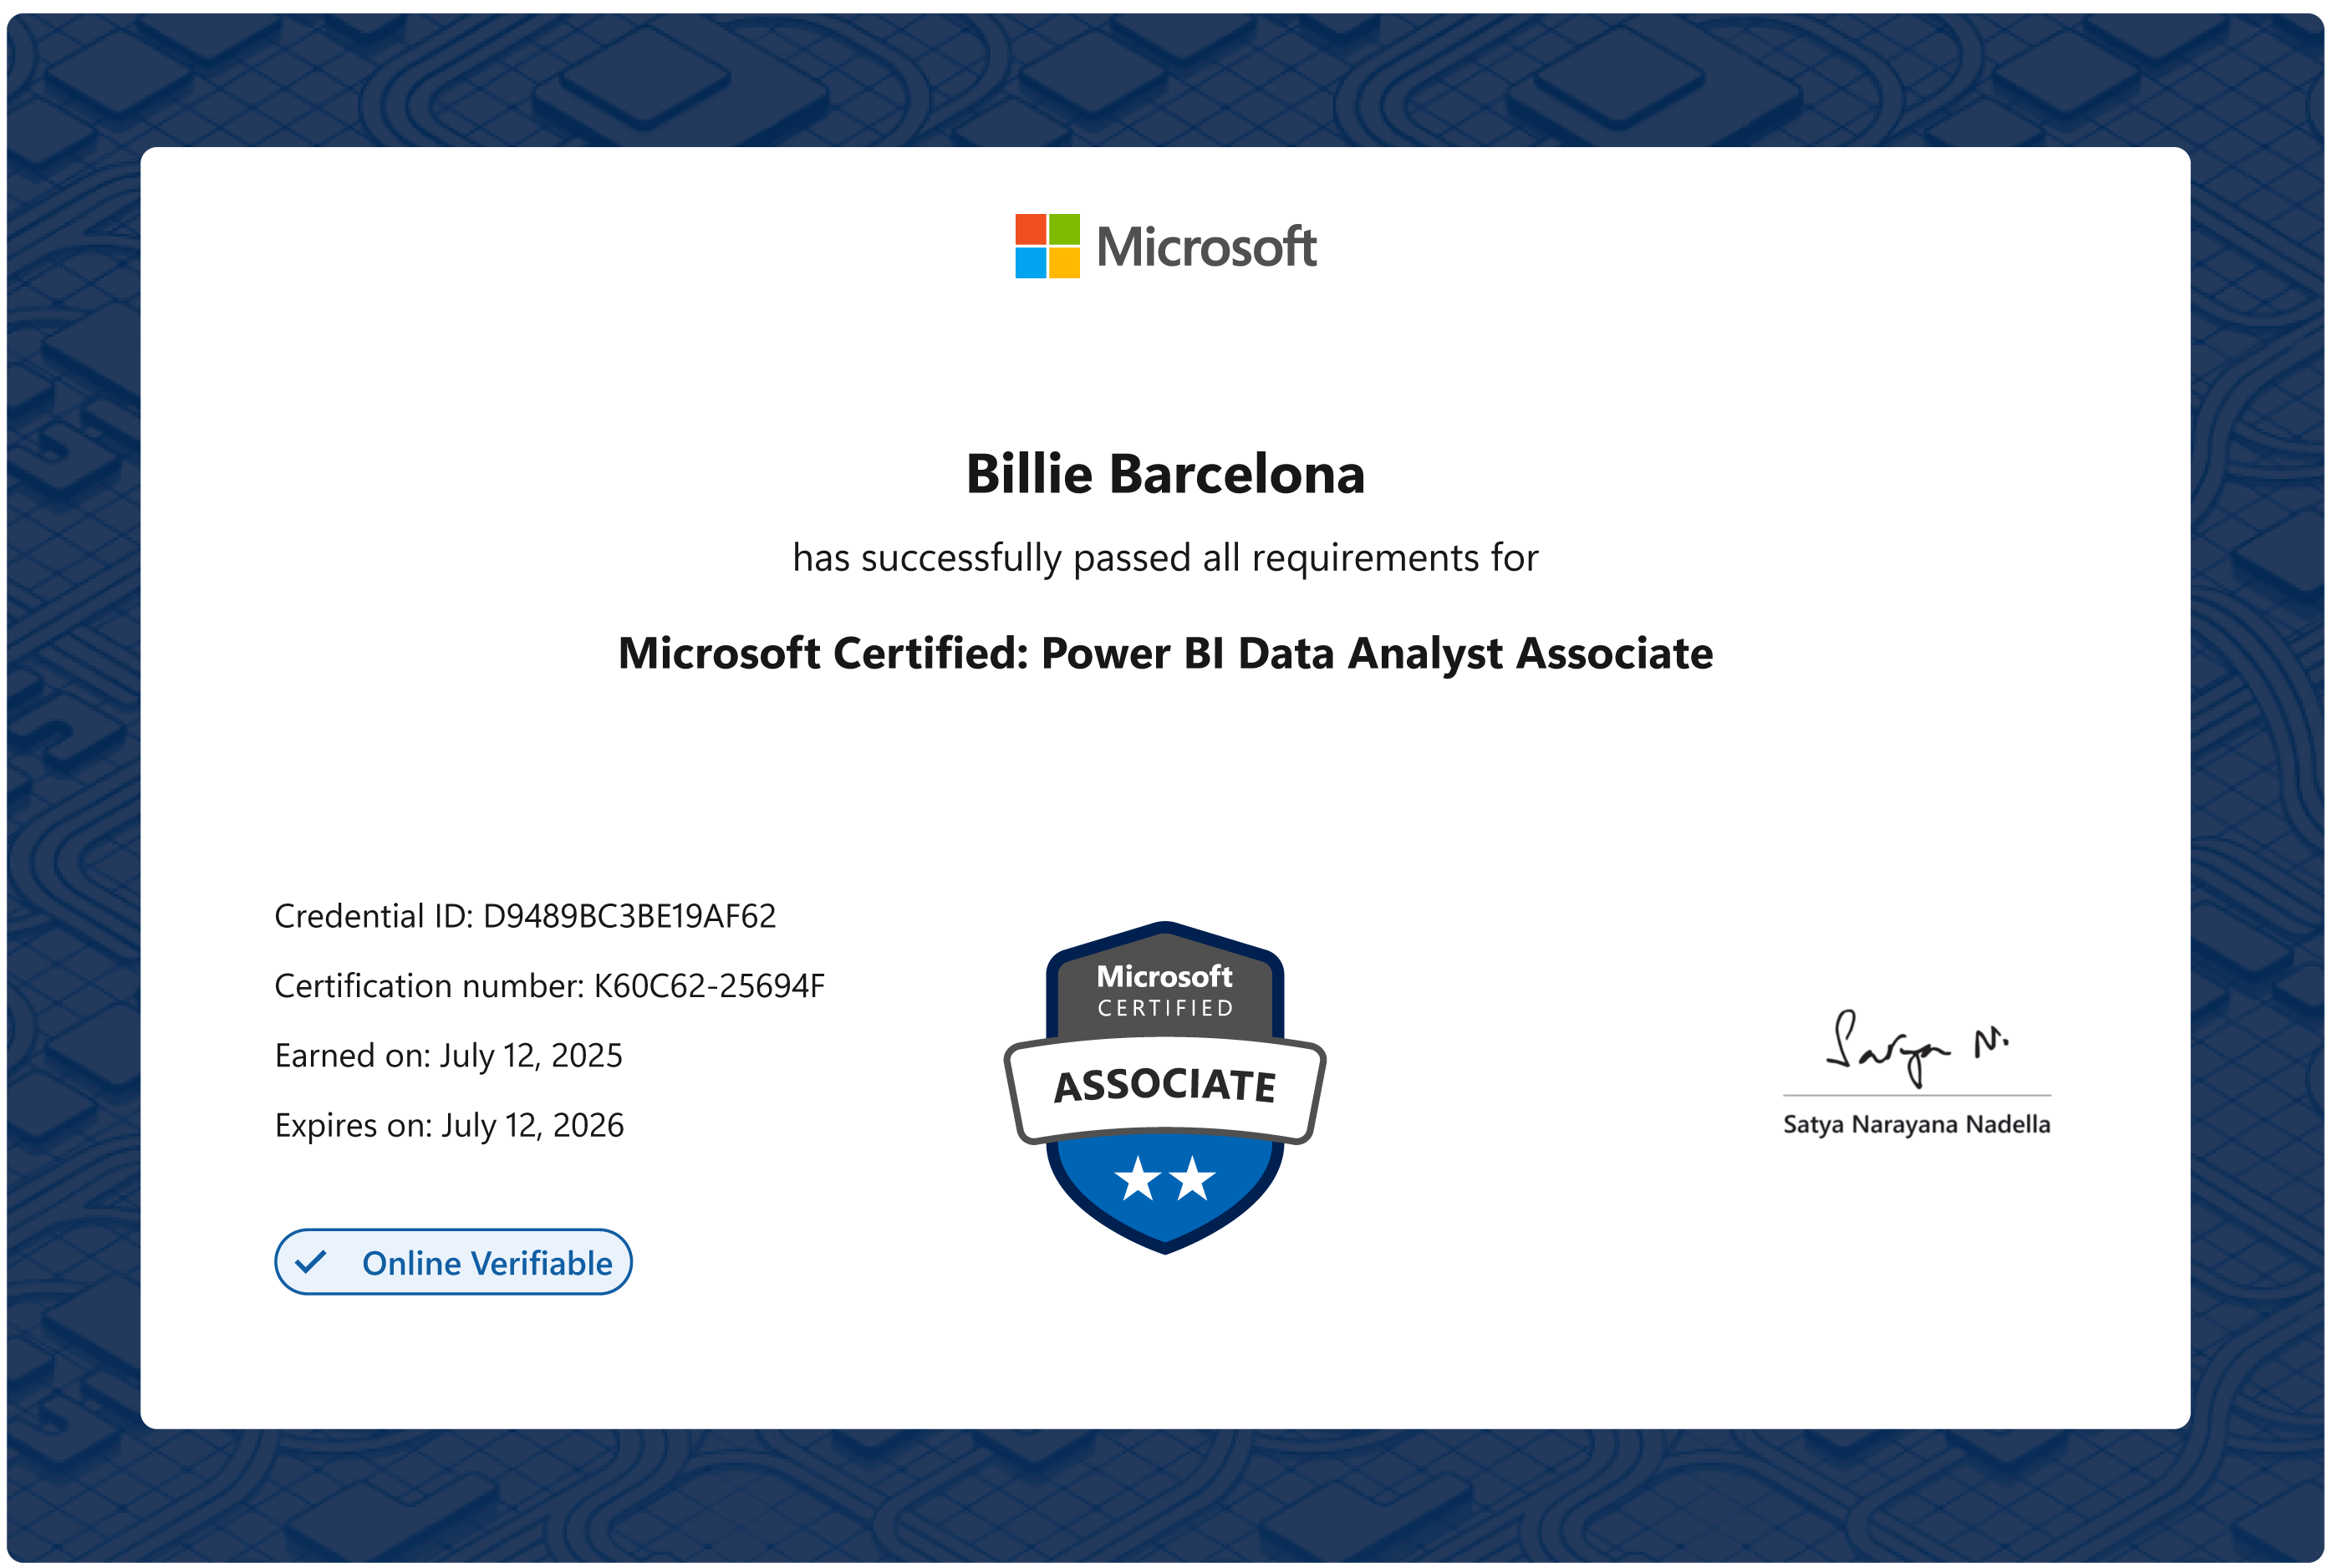 Microsoft
Billie Barcelona
has successfully passed all requirements for
Microsoft Certified: Power BI Data Analyst Associate
Credential ID: D9489BC3BE19AF62
Certification number: K60C62-25694F
Earned on: July 12, 2025
Expires on: July 12, 2026
Online Verifiable
Microsoft
CERTIFIED
ASSOCIATE
Satya N.
Satya Narayana Nadella